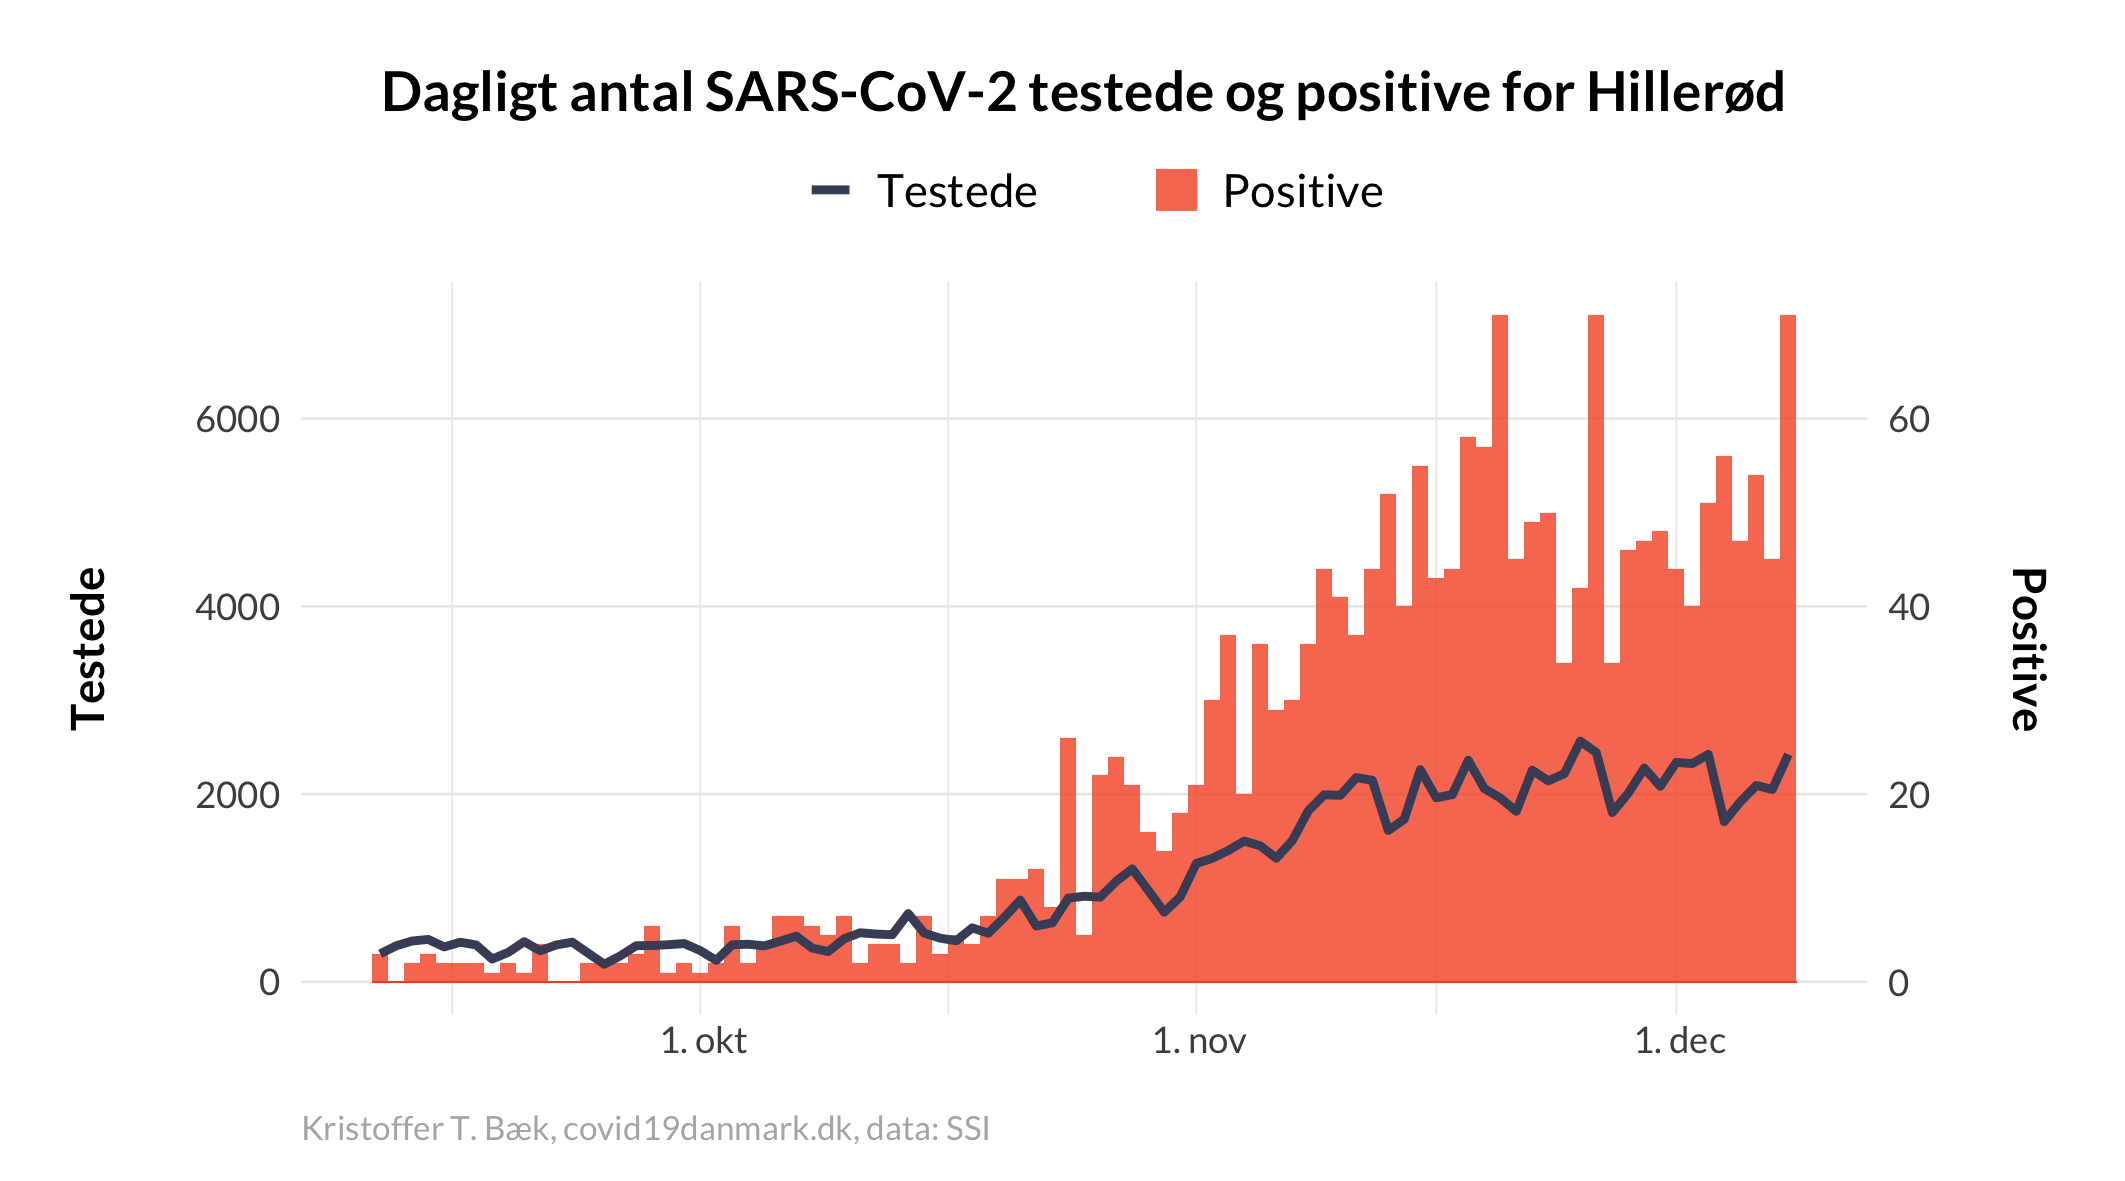 Dagligt antal SARS-CoV-2 testede og positive for Hillerød
Testede
Positive
6000
4000
2000
0
60
40
20
0
Testede
Positive
1. okt
1. nov
1. dec
Kristoffer T. Bæk, covid19danmark.dk, data: SSI